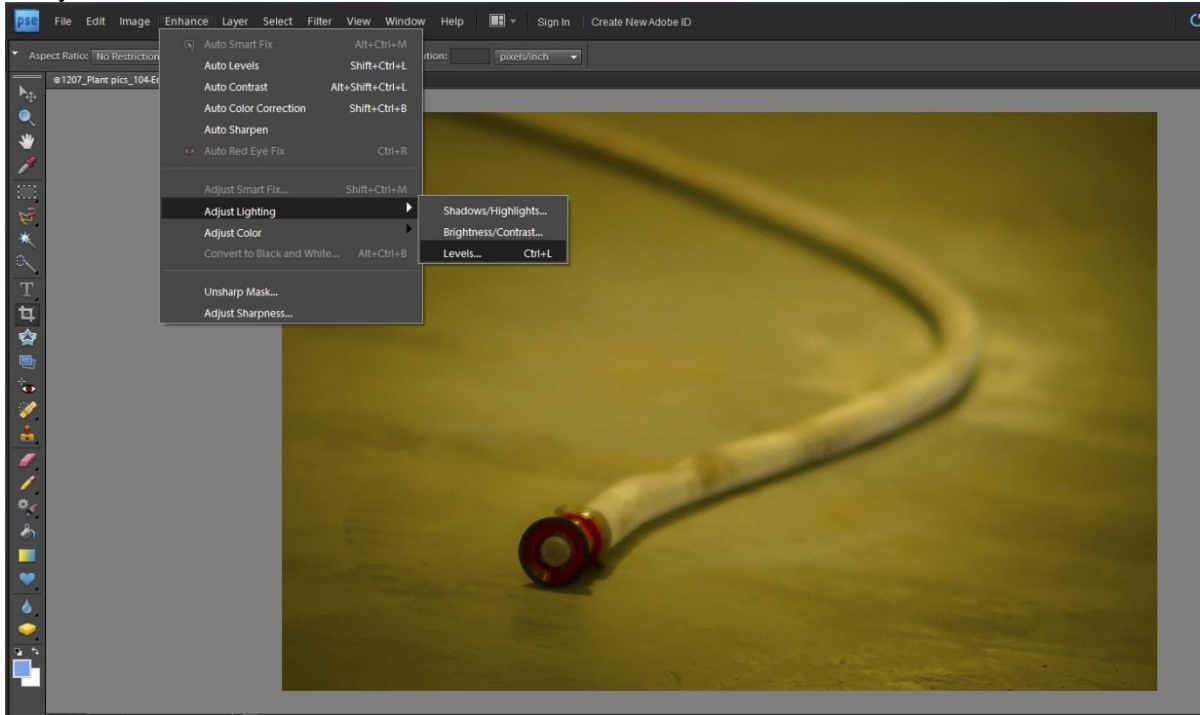 pse File Edit Image Enhance Layer Select Filter View Window Help Sign In Create New Adobe ID
Aspect Ratio: No Restriction pixels/inch
Auto Smart Fix Alt+Ctrl+M
Auto Levels Shift+Ctrl+L
@1207_Plant pics_104-
Auto Contrast Alt+Shift+Ctrl+L
Auto Color Correction Shift+Ctrl+B
Auto Sharpen
Auto Red Eye Fix Ctrl+R
Adjust Smart Fix... Shift+Ctrl+M
Adjust Lighting
Adjust Color
Convert to Black and White... Alt+Ctrl+B
Unsharp Mask...
Adjust Sharpness...
Shadows/Highlights...
Brightness/Contrast...
Levels... Ctrl+L
T